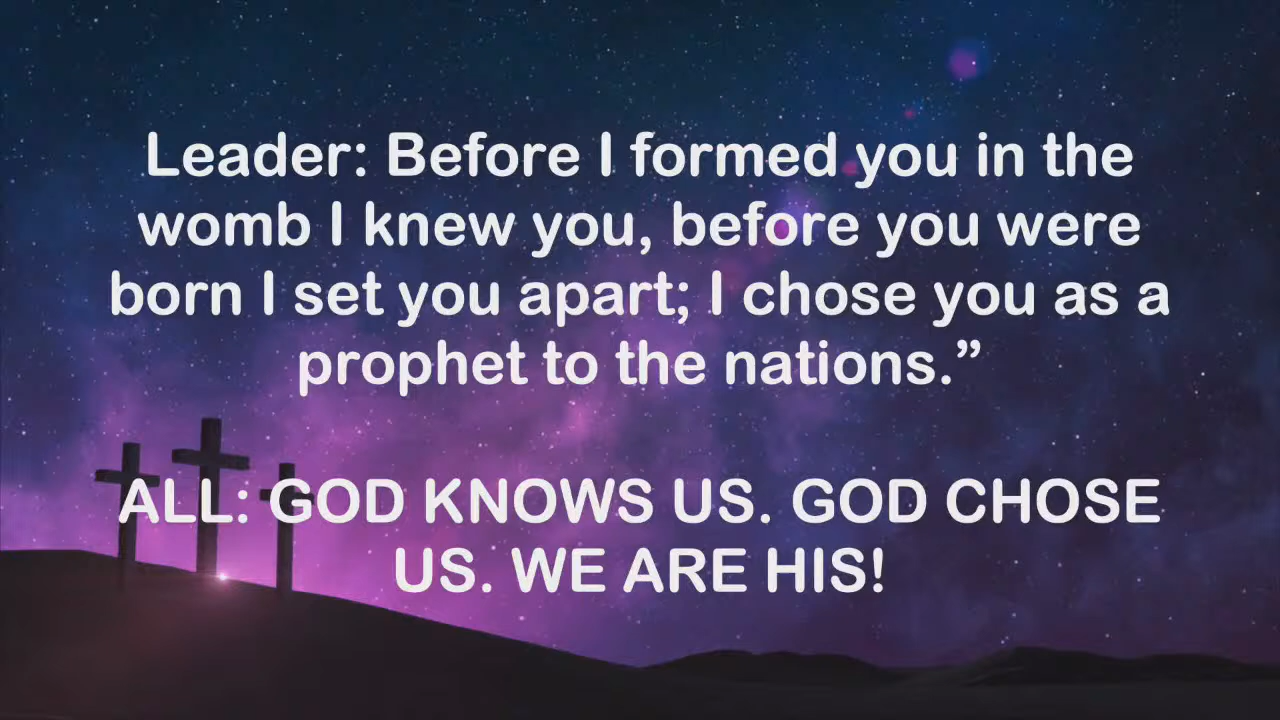 Leader: Before I formed you in the
womb I knew you, before you were
born I set you apart; I chose you as a
prophet to the nations.”
ALL: GOD KNOWS US. GOD CHOSE
US. WE ARE HIS!